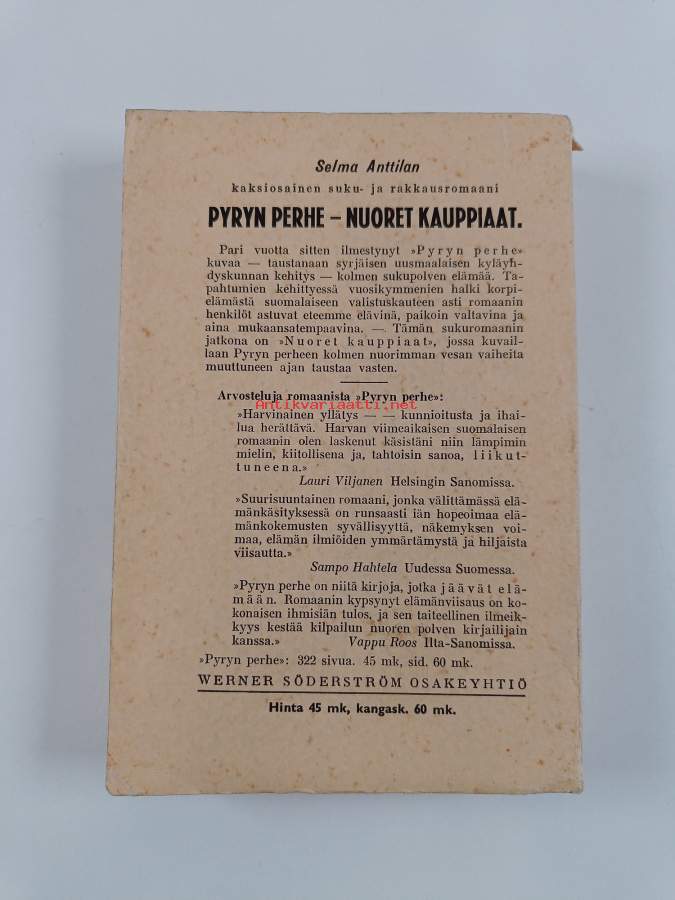 Selma Anttilan
kaksiosainen suku- ja rakkausromaani
PYRYN PERHE – NUORET KAUPPIAAT.
Pari vuotta sitten ilmestynyt »Pyryn perhe»
kuvaa — taustanaan syrjäisen uusmaalaisen kyläyh-
dyskunnan kehitys — kolmen sukupolven elämää. Ta-
pahtumien kehittyessä vuosikymmenien halki korpi-
elämästä suomalaiseen valistuskauteen asti romaanin
henkilöt astuvat eteemme elävinä, paikoin valtavina ja
aina mukaansatempaavina. — Tämän sukuromaanin
jatkona on »Nuoret kauppiaat», jossa kuvail-
laan Pyryn perheen kolmen nuorimman vesan vaiheita
muuttuneen ajan taustaa vasten.
Arvosteluja romaanista »Pyryn perhe»:
Antikvariaatti.net
»Harvinainen yllätys — — kunnioitusta ja ihai-
lua herättävä. Harvan viimeaikaisen suomalaisen
romaanin olen laskenut käsistäni niin lämpimin
mielin, kiitollisena ja, tahtoisin sanoa, liikut-
tuneena.»
Lauri Viljanen Helsingin Sanomissa.
»Suurisuuntainen romaani, jonka välittämässä elä-
mänkäsityksessä on runsaasti iän hopeoimaa elä-
mänkokemusten syvällisyyttä, näkemyksen voi-
maa, elämän ilmiöiden ymmärtämystä ja hiljaista
viisautta.»
Sampo Hahtela Uudessa Suomessa.
»Pyryn perhe on niitä kirjoja, jotka jäävät elä-
mään. Romaanin kypsynyt elämänviisaus on ko-
konaisen ihmisiän tulos, ja sen taiteellinen ilmeik-
kyys kestää kilpailun nuoren polven kirjailijain
kanssa.» Vappu Roos Ilta-Sanomissa.
»Pyryn perhe»: 322 sivua. 45 mk, sid. 60 mk.
WERNER SÖDERSTRÖM OSAKEYHTIÖ
Hinta 45 mk, kangask. 60 mk.